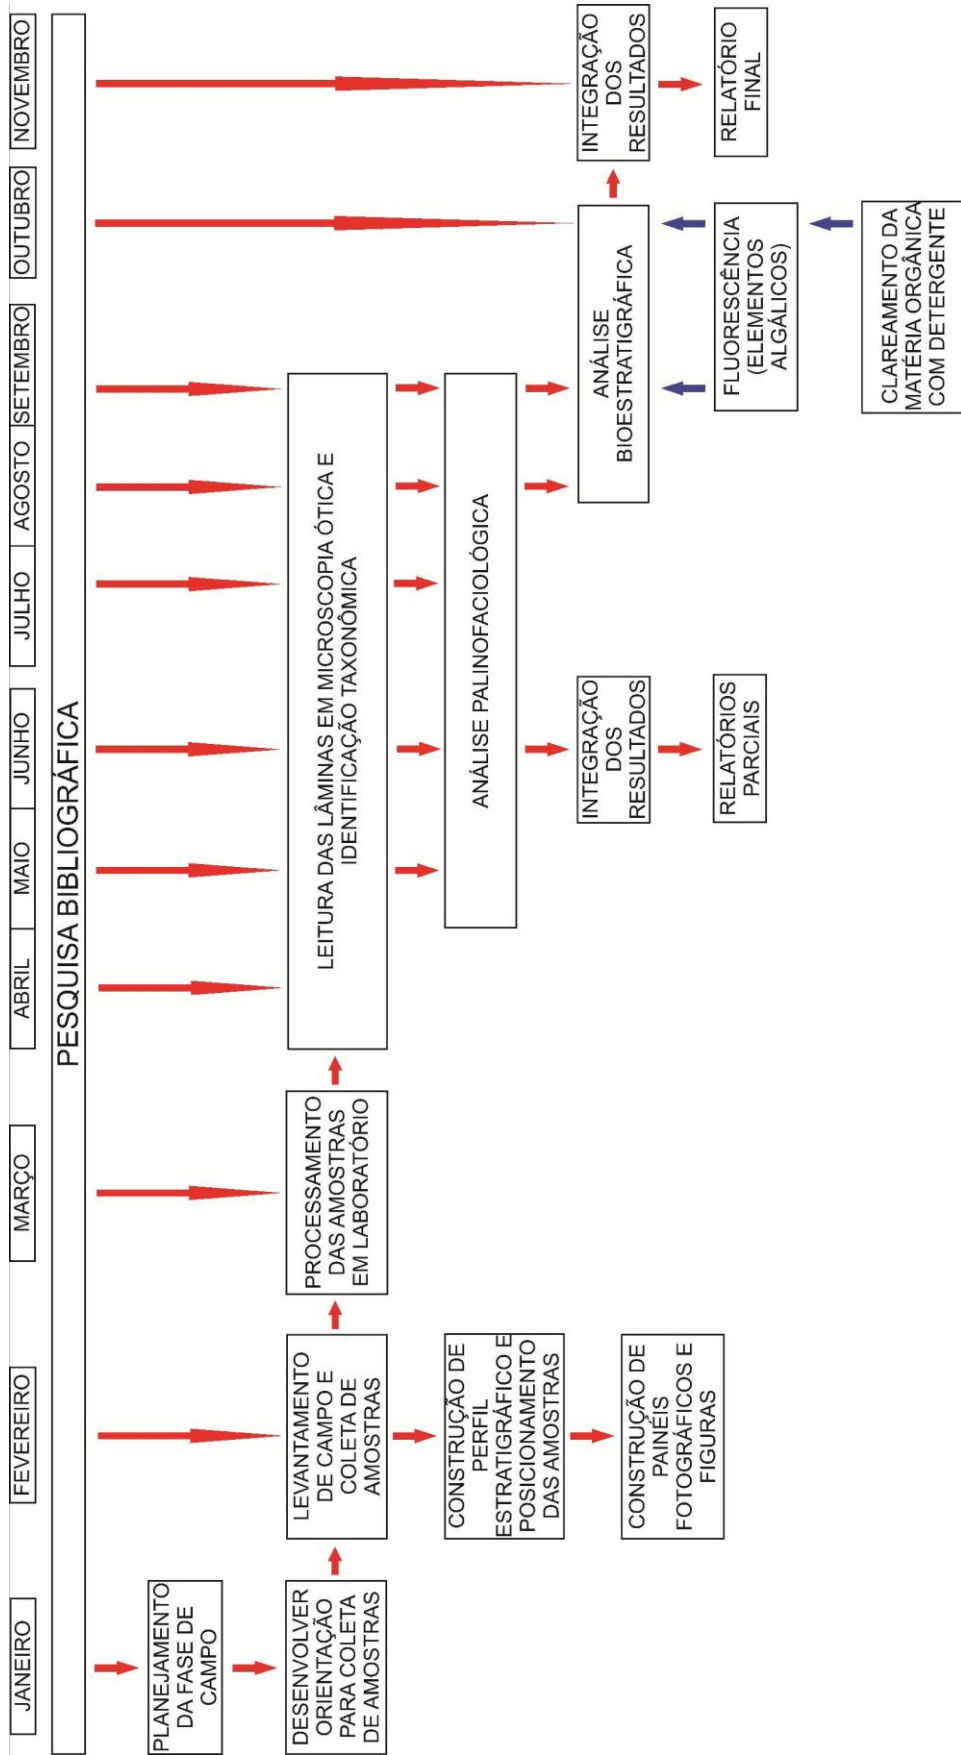 JANEIRO
FEVEREIRO
MARÇO
ABRIL
MAIO
JUNHO
JULHO
AGOSTO
SETEMBRO
OUTUBRO
NOVEMBRO
PESQUISA BIBLIOGRÁFICA
PLANEJAMENTO
DA FASE DE
CAMPO
DESENVOLVER
ORIENTAÇÃO
PARA COLETA
DE AMOSTRAS
LEVANTAMENTO
DE CAMPO E
COLETA DE
AMOSTRAS
CONSTRUÇÃO DE
PERFIL
ESTRATIGRÁFICO E
POSICIONAMENTO
DAS AMOSTRAS
CONSTRUÇÃO DE
PAINEIS
FOTOGRÁFICOS E
FIGURAS
PROCESSAMENTO
DAS AMOSTRAS
EM LABORATÓRIO
LEITURA DAS LÂMINAS EM MICROSCOPIA ÓTICA E
IDENTIFICAÇÃO TAXONÔMICA
ANÁLISE PALINOFACIOLÓGICA
INTEGRAÇÃO
DOS
RESULTADOS
RELATÓRIOS
PARCIAIS
ANÁLISE
BIOESTRATIGRÁFICA
FLUORESCÊNCIA
(ELEMENTOS
ALGÁLICOS)
CLAREAMENTO DA
MATÉRIA ORGÂNICA
COM DETERGENTE
INTEGRAÇÃO
DOS
RESULTADOS
RELATÓRIO
FINAL